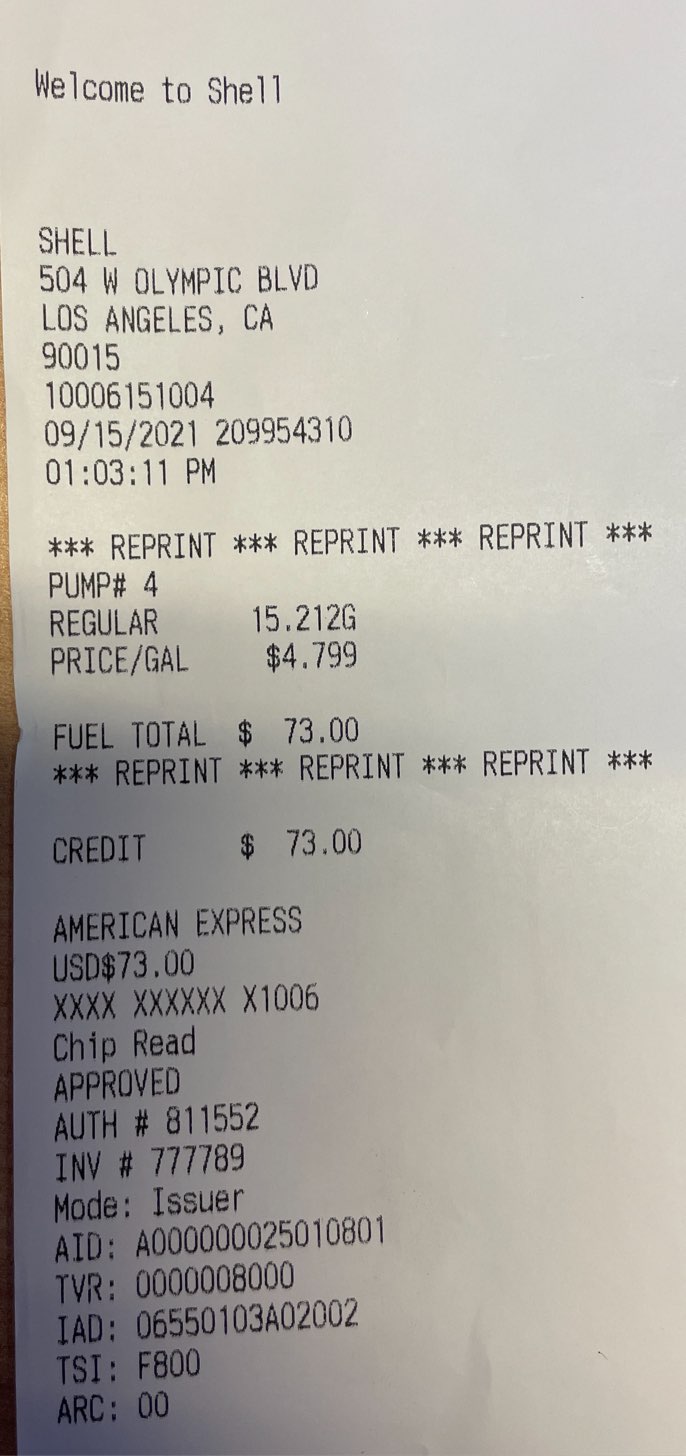 Welcome to Shell
SHELL
504 W OLYMPIC BLVD
LOS ANGELES, CA
90015
10006151004
09/15/2021 209954310
01:03:11 PM
*** REPRINT *** REPRINT *** REPRINT ***
PUMP# 4
REGULAR 15.212G
PRICE/GAL $4.799
FUEL TOTAL $ 73.00
*** REPRINT *** REPRINT *** REPRINT ***
CREDIT $ 73.00
AMERICAN EXPRESS
USD$73.00
XXXX XXXXXX X1006
Chip Read
APPROVED
AUTH # 811552
INV # 777789
Mode: Issuer
AID: A000000025010801
TVR: 0000008000
IAD: 06550103A02002
TSI: F800
ARC: 00